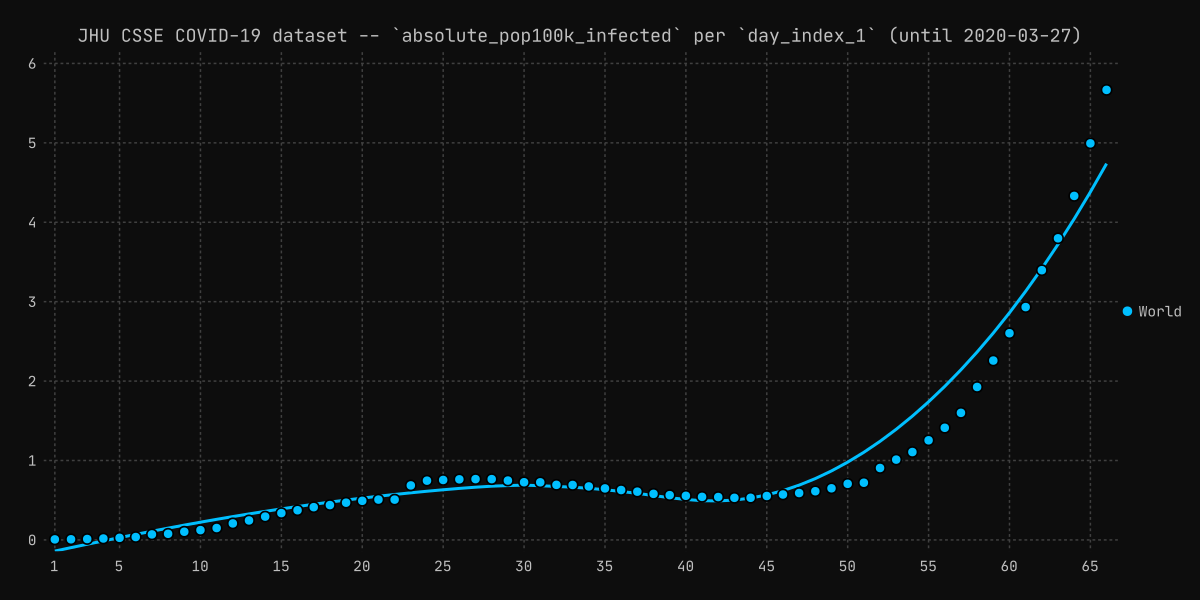 JHU CSSE COVID-19 dataset -- `absolute_pop100k_infected` per `day_index_1` (until 2020-03-27)
6
5
4
3
2
1
0
World
1 5 10 15 20 25 30 35 40 45 50 55 60 65